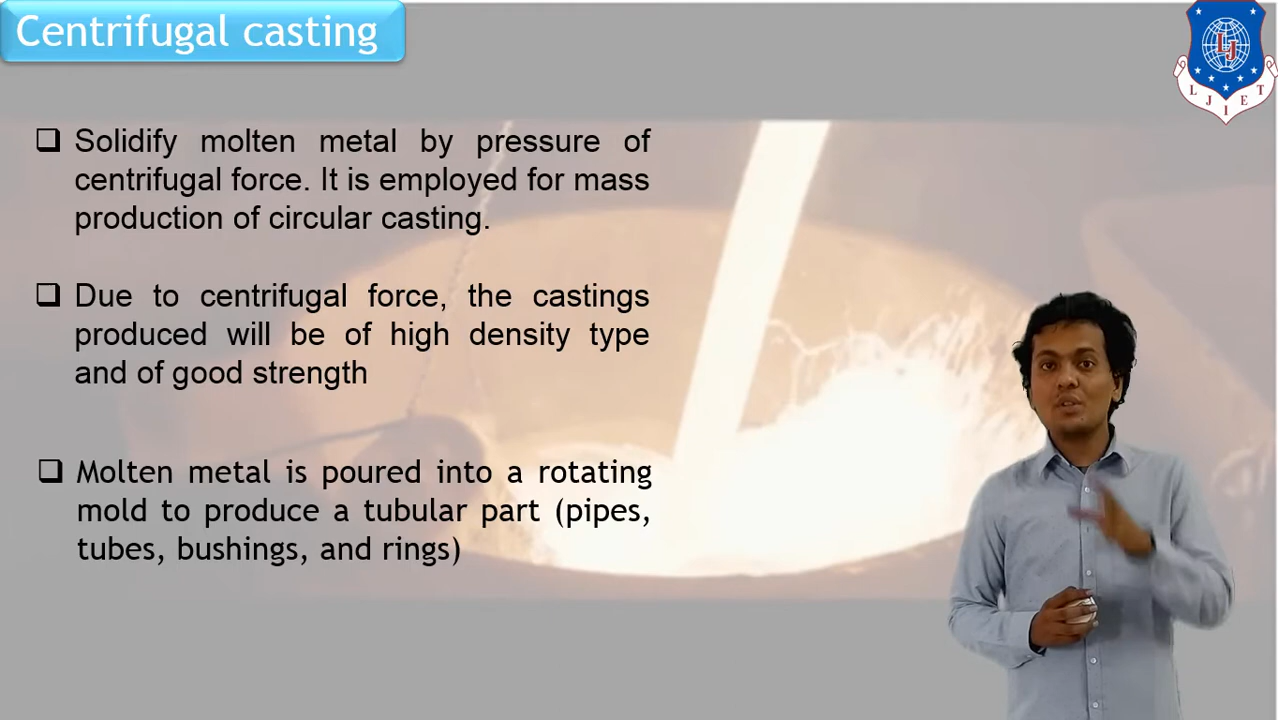 Centrifugal casting
LJ
L J I E T
❑ Solidify molten metal by pressure of
centrifugal force. It is employed for mass
production of circular casting.
❑ Due to centrifugal force, the castings
produced will be of high density type
and of good strength
❑ Molten metal is poured into a rotating
mold to produce a tubular part (pipes,
tubes, bushings, and rings)